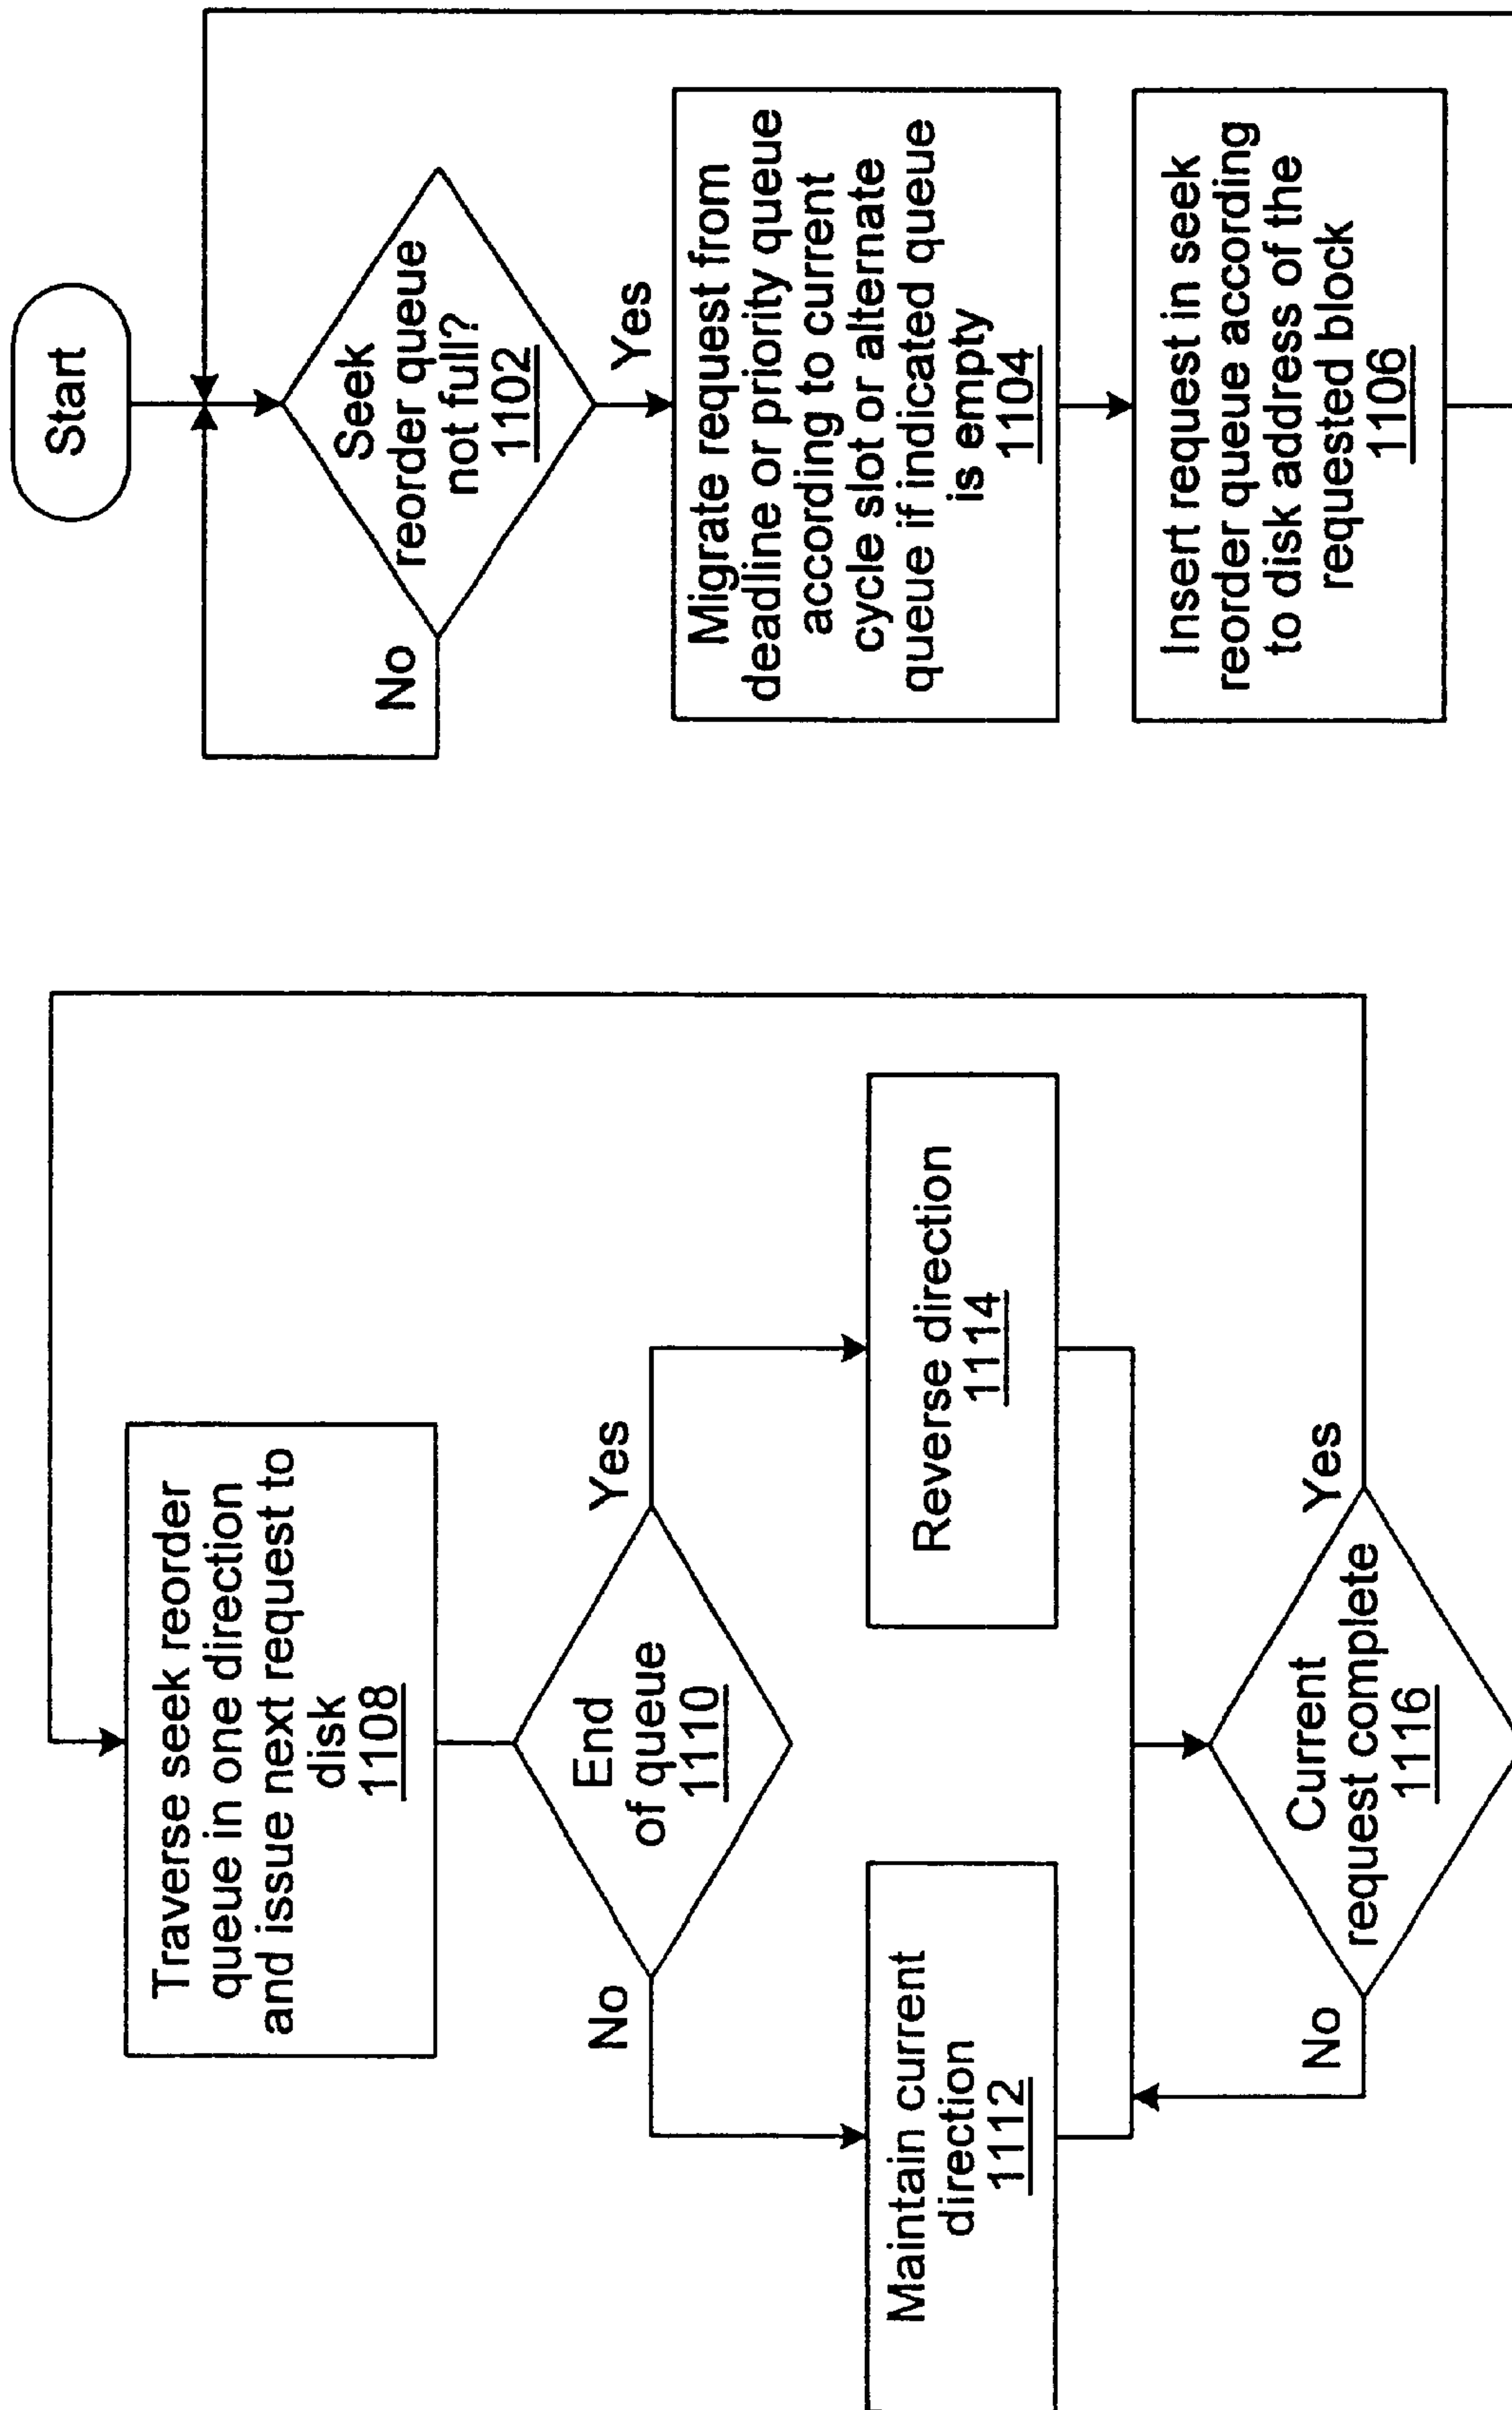 Start
Seek
reorder queue
not full?
1102
No
Yes
Migrate request from
deadline or priority queue
according to current
cycle slot or alternate
queue if indicated queue
is empty
1104
Insert request in seek
reorder queue according
to disk address of the
requested block
1106
Traverse seek reorder
queue in one direction
and issue next request to
disk
1108
End
of queue
1110
No
Yes
Maintain current
direction
1112
Reverse direction
1114
Current
request complete
1116
No
Yes